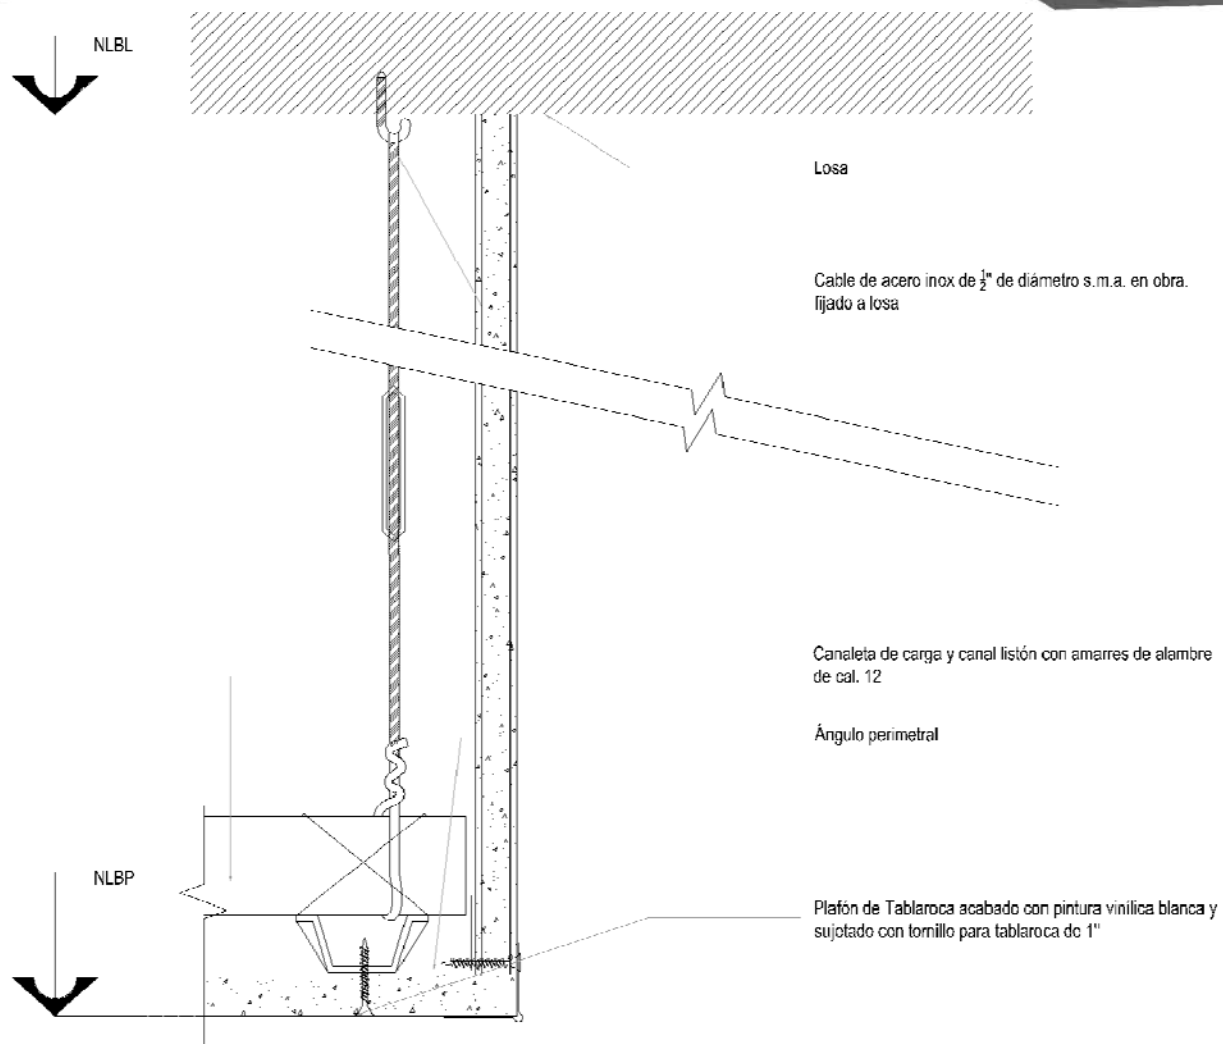 NLBL
Losa
Cable de acero inox de ½" de diámetro s.m.a. en obra.
fijado a losa
Canaleta de carga y canal listón con amarres de alambre
de cal. 12
Ángulo perimetral
NLBP
Plafón de Tablaroca acabado con pintura vinílica blanca y
sujetado con tornillo para tablaroca de 1"